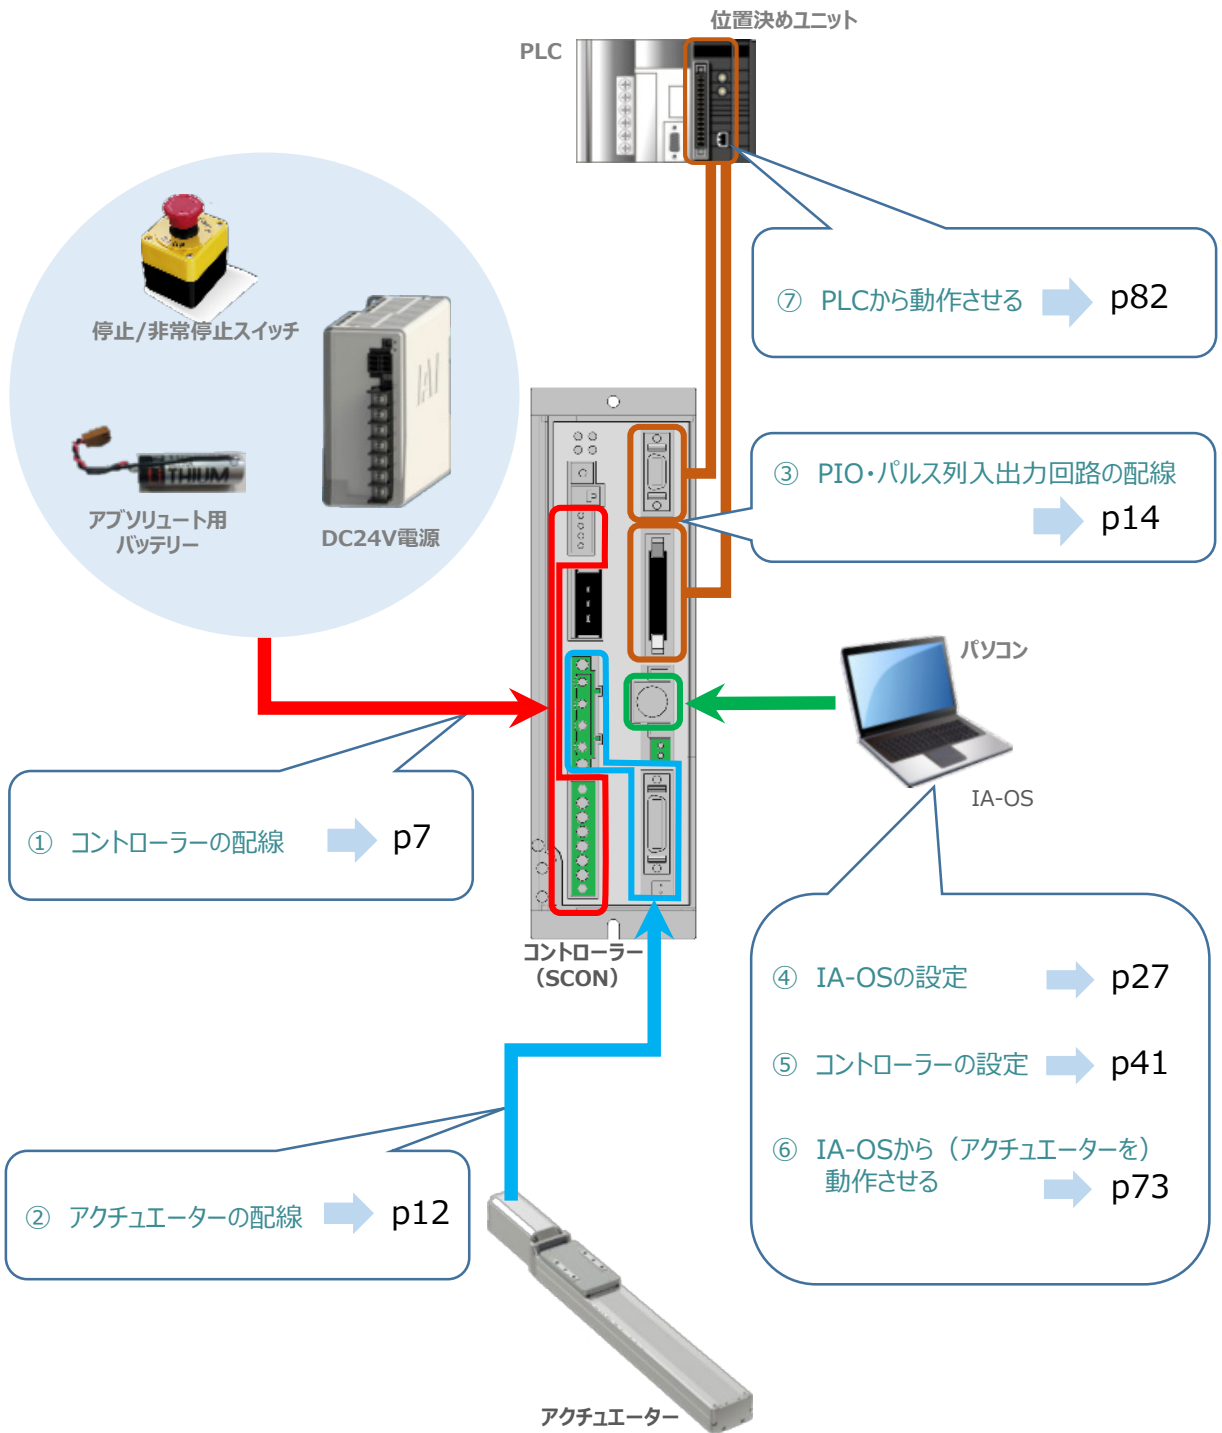 位置決めユニット
PLC
⑦ PLCから動作させる p82
停止/非常停止スイッチ
アブソリュート用
バッテリー
DC24V電源
THIUM
③ PIO・パルス列入出力回路の配線
p14
パソコン
IA-OS
① コントローラーの配線 p7
コントローラー
（SCON）
④ IA-OSの設定 p27
⑤ コントローラーの設定 p41
⑥ IA-OSから（アクチュエーターを）
動作させる p73
② アクチュエーターの配線 p12
アクチュエーター